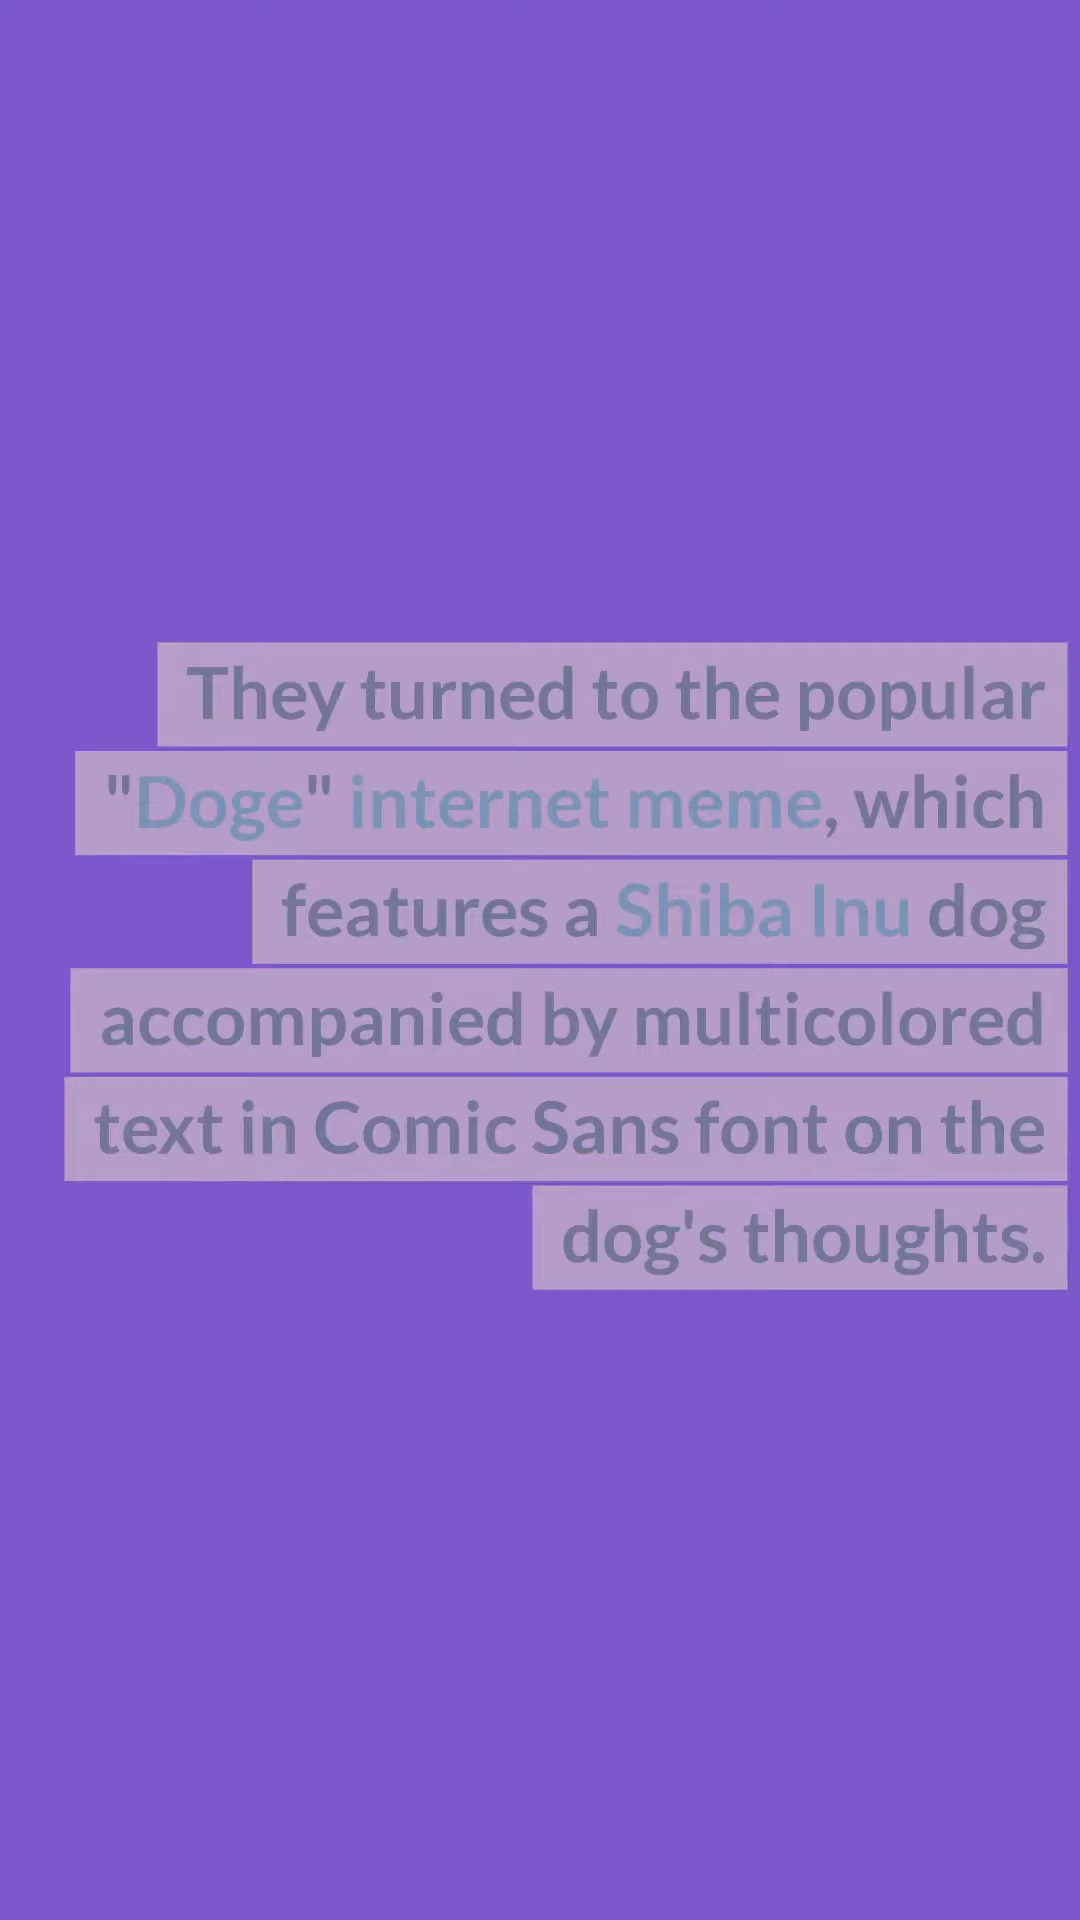 They turned to the popular
"Doge" internet meme, which
features a Shiba Inu dog
accompanied by multicolored
text in Comic Sans font on the
dog's thoughts.